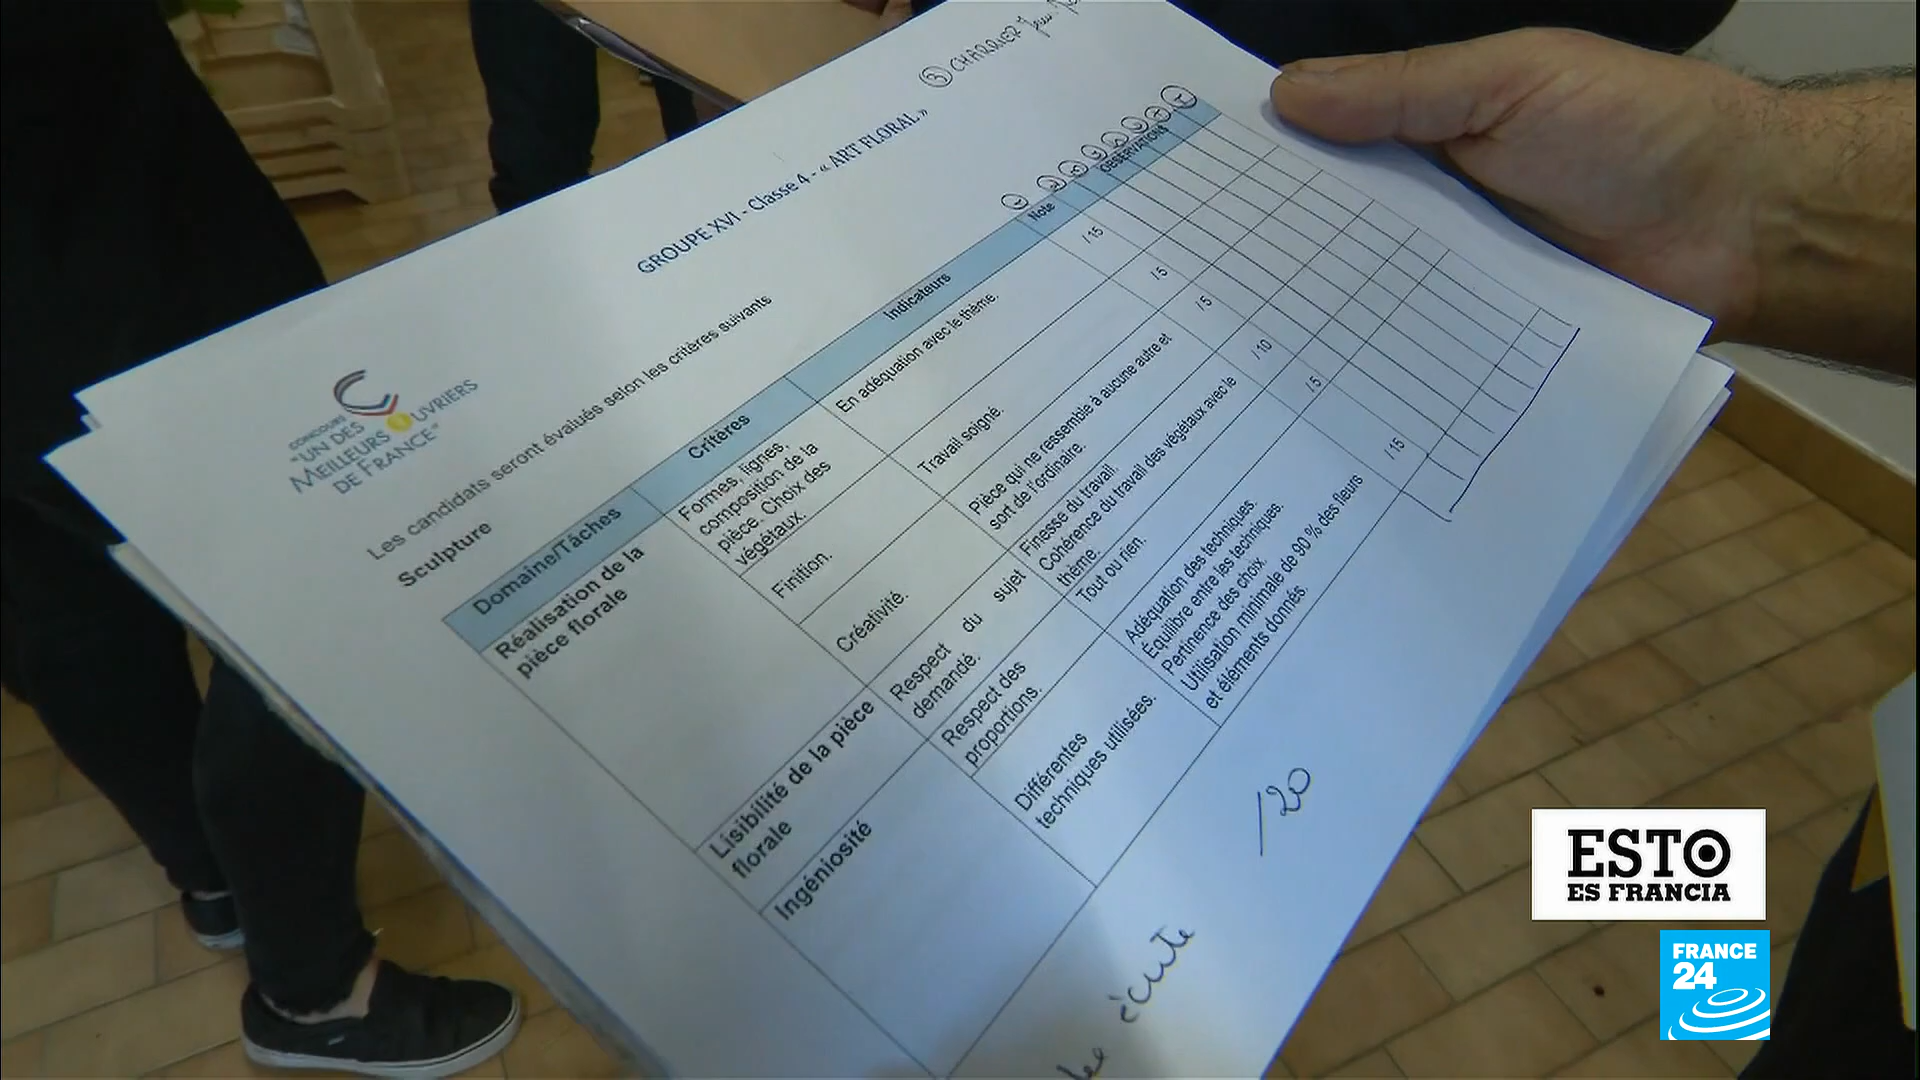 ③ CHARRIER Jean-
GROUPE XVI - Classe 4 - « ART FLORAL »
CONCOURS
"UN DES
MEILLEURS OUVRIERS
DE FRANCE"
Les candidats seront évalués selon les critères suivants
Sculpture
Domaine/Tâches
Critères
Indicateurs
Note
OBSERVATIONS
Réalisation de la
pièce florale
Formes, lignes,
composition de la
pièce. Choix des
végétaux.
En adéquation avec le thème.
/ 15
Finition.
Travail soigné.
/ 5
Créativité.
Pièce qui ne ressemble à aucune autre et
sort de l'ordinaire.
/ 5
Lisibilité de la pièce
florale
Respect du sujet
demandé.
Finesse du travail.
Cohérence du travail des végétaux avec le
thème.
/ 10
Respect des
proportions.
Tout ou rien.
/ 5
Ingéniosité
Différentes
techniques utilisées.
Adéquation des techniques.
Équilibre entre les techniques.
Pertinence des choix.
Utilisation minimale de 90 % des fleurs
et éléments donnés.
/ 15
écrite
/20
ESTO
ES FRANCIA
FRANCE
24